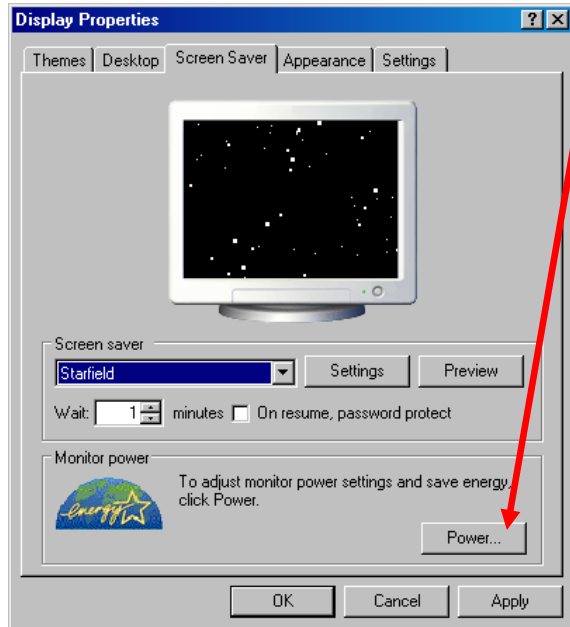 Display Properties
Themes Desktop Screen Saver Appearance Settings
Screen saver
Starfield Settings Preview
Wait: 1 minutes On resume, password protect
Monitor power
To adjust monitor power settings and save energy,
click Power.
energy
Power...
OK Cancel Apply